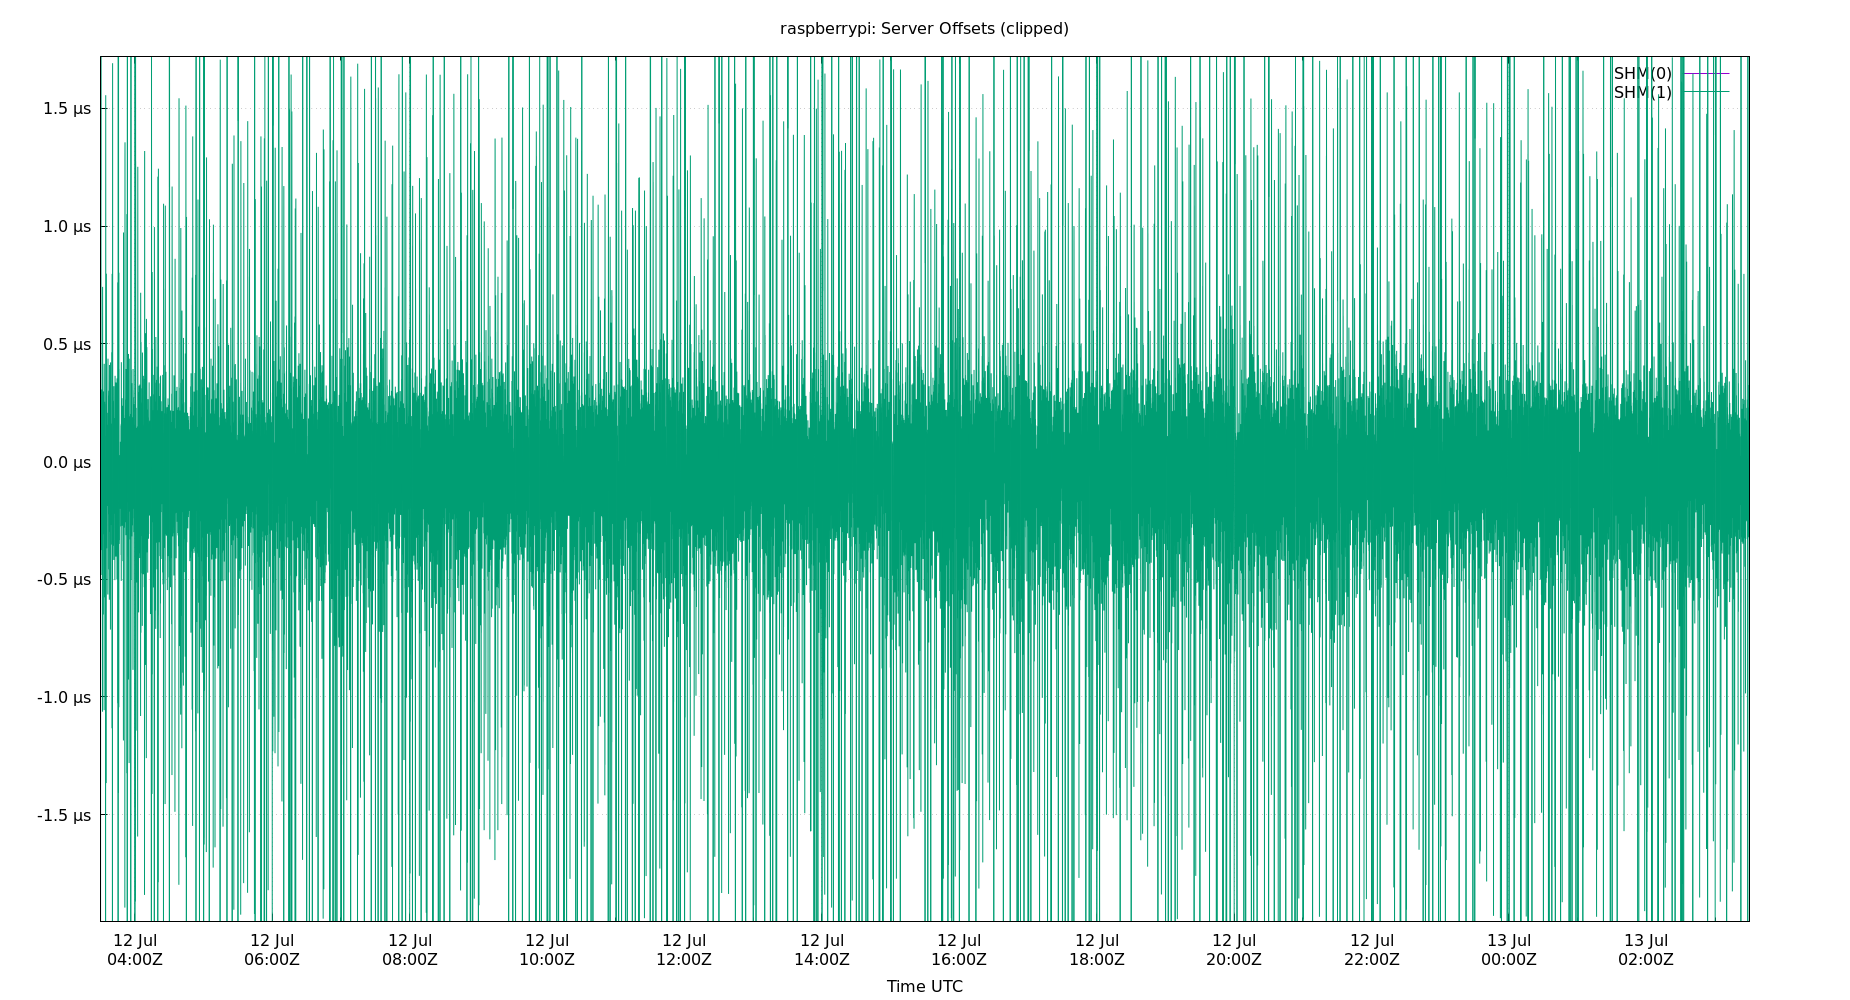 raspberrypi: Server Offsets (clipped)
SHM(0)
SHM(1)
1.5 µs
1.0 µs
0.5 µs
0.0 µs
-0.5 µs
-1.0 µs
-1.5 µs
12 Jul 12 Jul 12 Jul 12 Jul 12 Jul 12 Jul 12 Jul 12 Jul 12 Jul 12 Jul 13 Jul 13 Jul
04:00Z 06:00Z 08:00Z 10:00Z 12:00Z 14:00Z 16:00Z 18:00Z 20:00Z 22:00Z 00:00Z 02:00Z
Time UTC